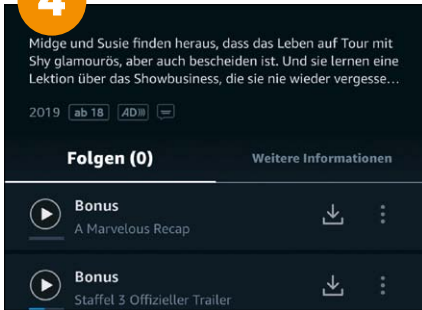 4
Midge und Susie finden heraus, dass das Leben auf Tour mit
Shy glamourös, aber auch bescheiden ist. Und sie lernen eine
Lektion über das Showbusiness, die sie nie wieder vergesse...
2019 ab 18 AD
Folgen (0) Weitere Informationen
Bonus
A Marvelous Recap
Bonus
Staffel 3 Offizieller Trailer